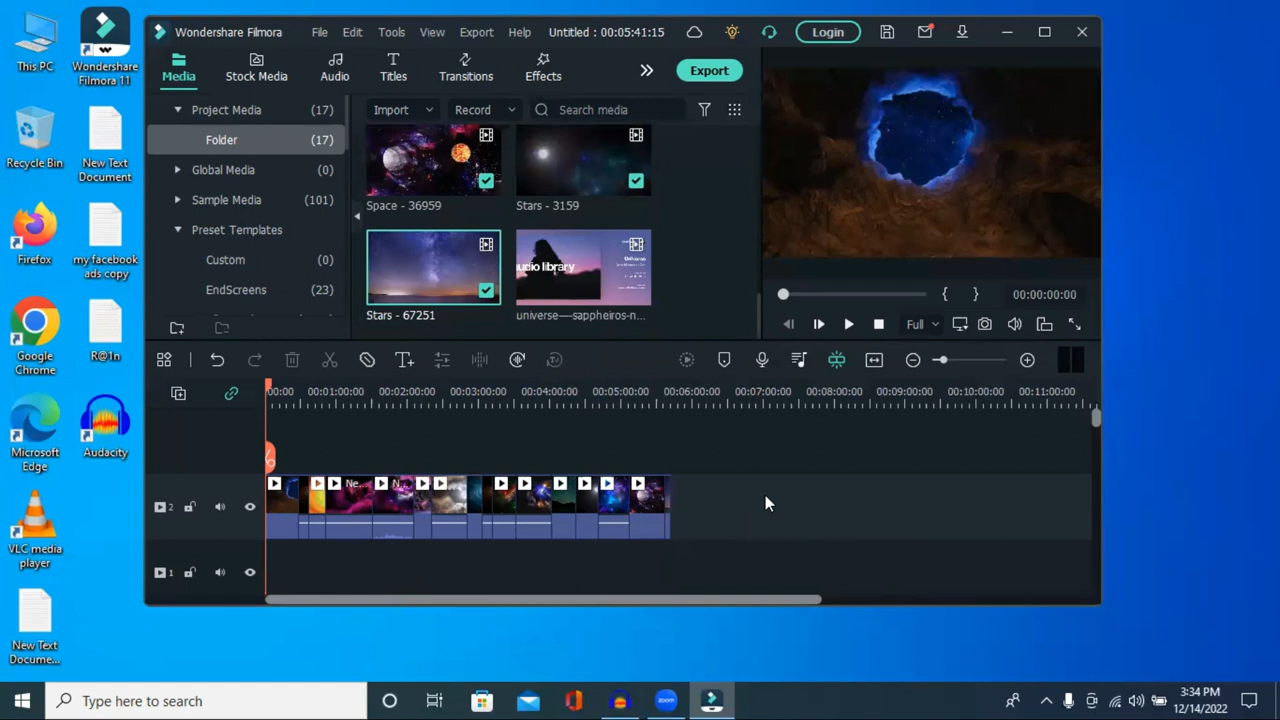 This PC
Wondershare
Filmora 11
Recycle Bin
New Text
Document
Firefox
my facebook
ads copy
Google
Chrome
R@1n
Microsoft
Edge
Audacity
VLC media
player
New Text
Docume...
Wondershare Filmora
File
Edit
Tools
View
Export
Help
Untitled : 00:05:41:15
Login
Media
Stock Media
Audio
Titles
Transitions
Effects
Export
Project Media (17)
Folder (17)
Global Media (0)
Sample Media (101)
Preset Templates
Custom (0)
EndScreens (23)
Import
Record
Search media
Space - 36959
Stars - 3159
Stars - 67251
udio library
universe—sappheiros-n...
00:00:00:00
Full
00:00 00:01:00:00 00:02:00:00 00:03:00:00 00:04:00:00 00:05:00:00 00:06:00:00 00:07:00:00 00:08:00:00 00:09:00:00 00:10:00:00 00:11:00:00
Ne...
N...
2
1
Type here to search
zoom
3:34 PM
12/14/2022